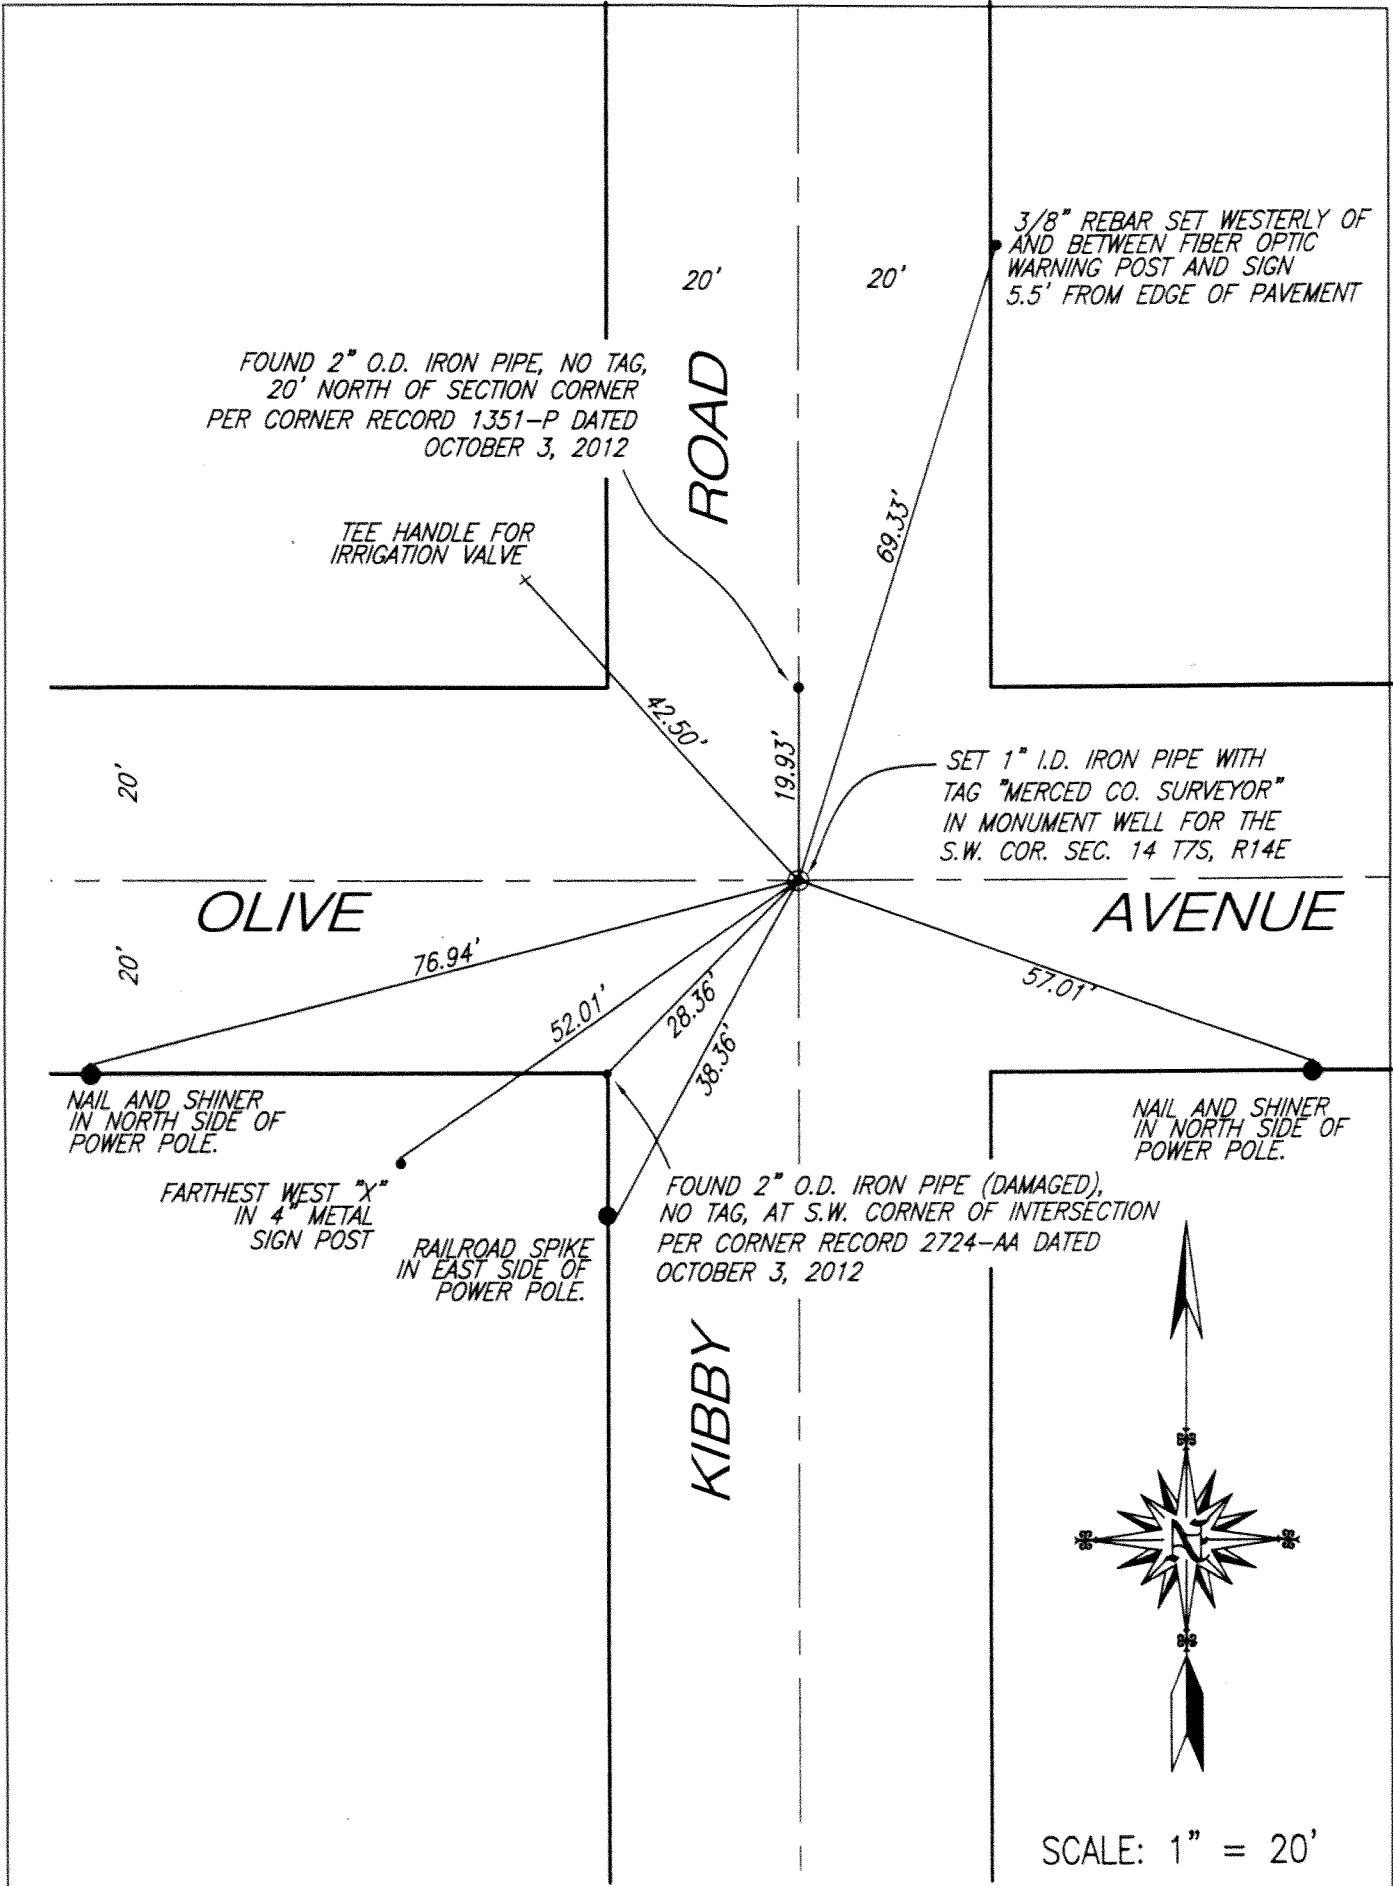 3/8" REBAR SET WESTERLY OF
AND BETWEEN FIBER OPTIC
WARNING POST AND SIGN
5.5' FROM EDGE OF PAVEMENT
20'
20'
FOUND 2" O.D. IRON PIPE, NO TAG,
20' NORTH OF SECTION CORNER
PER CORNER RECORD 1351-P DATED
OCTOBER 3, 2012
ROAD
69.33'
TEE HANDLE FOR
IRRIGATION VALVE
42.50'
19.93'
SET 1" I.D. IRON PIPE WITH
TAG "MERCED CO. SURVEYOR"
IN MONUMENT WELL FOR THE
S.W. COR. SEC. 14 T7S, R14E
20'
OLIVE
AVENUE
20'
76.94'
52.01'
28.36'
38.36'
57.01'
NAIL AND SHINER
IN NORTH SIDE OF
POWER POLE.
NAIL AND SHINER
IN NORTH SIDE OF
POWER POLE.
FARTHEST WEST "X"
IN 4" METAL
SIGN POST
RAILROAD SPIKE
IN EAST SIDE OF
POWER POLE.
FOUND 2" O.D. IRON PIPE (DAMAGED),
NO TAG, AT S.W. CORNER OF INTERSECTION
PER CORNER RECORD 2724-AA DATED
OCTOBER 3, 2012
KIBBY
N
SCALE: 1" = 20'